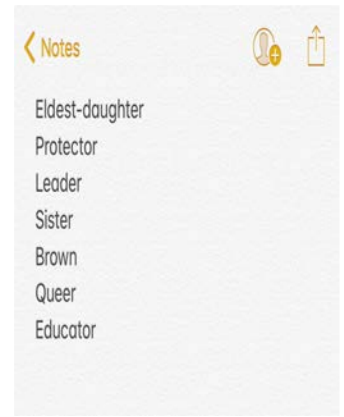 Notes
Eldest-daughter
Protector
Leader
Sister
Brown
Queer
Educator